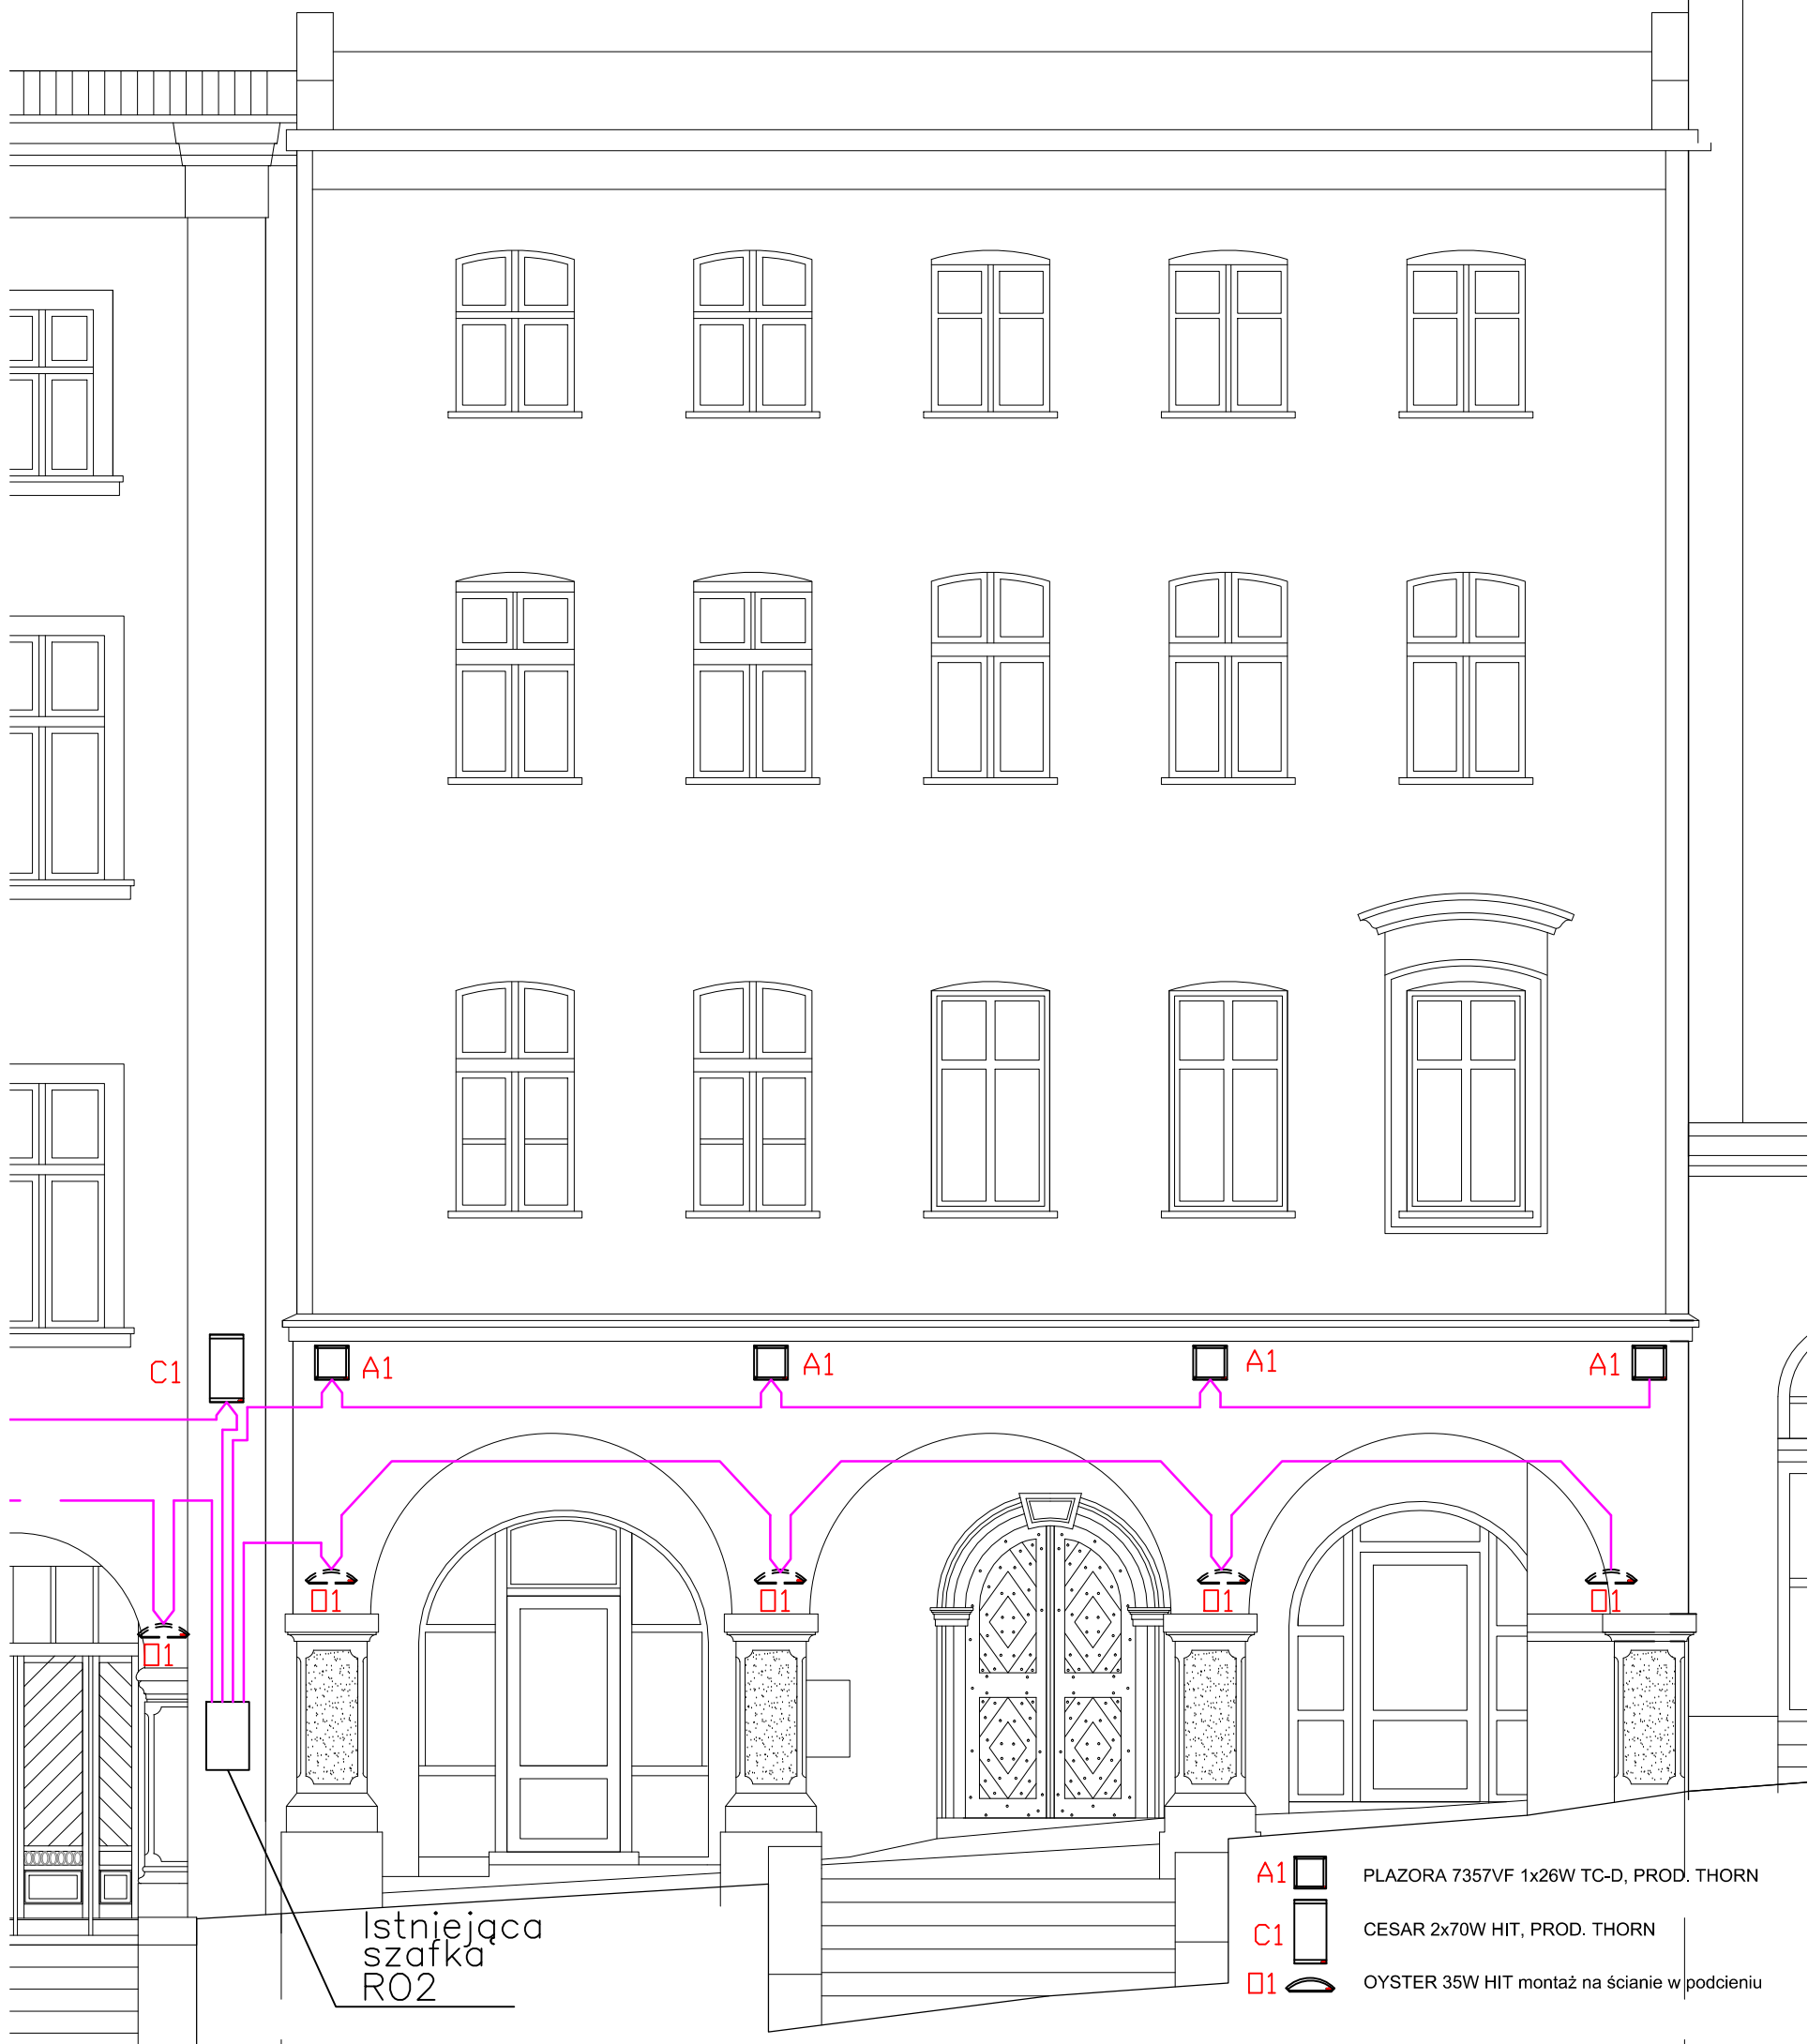 C1
A1
A1
A1
A1
O1
O1
O1
O1
O1
Istniejąca
szafka
RO2
A1 PLAZORA 7357VF 1x26W TC-D, PROD. THORN
C1 CESAR 2x70W HIT, PROD. THORN
O1 OYSTER 35W HIT montaż na ścianie w podcieniu